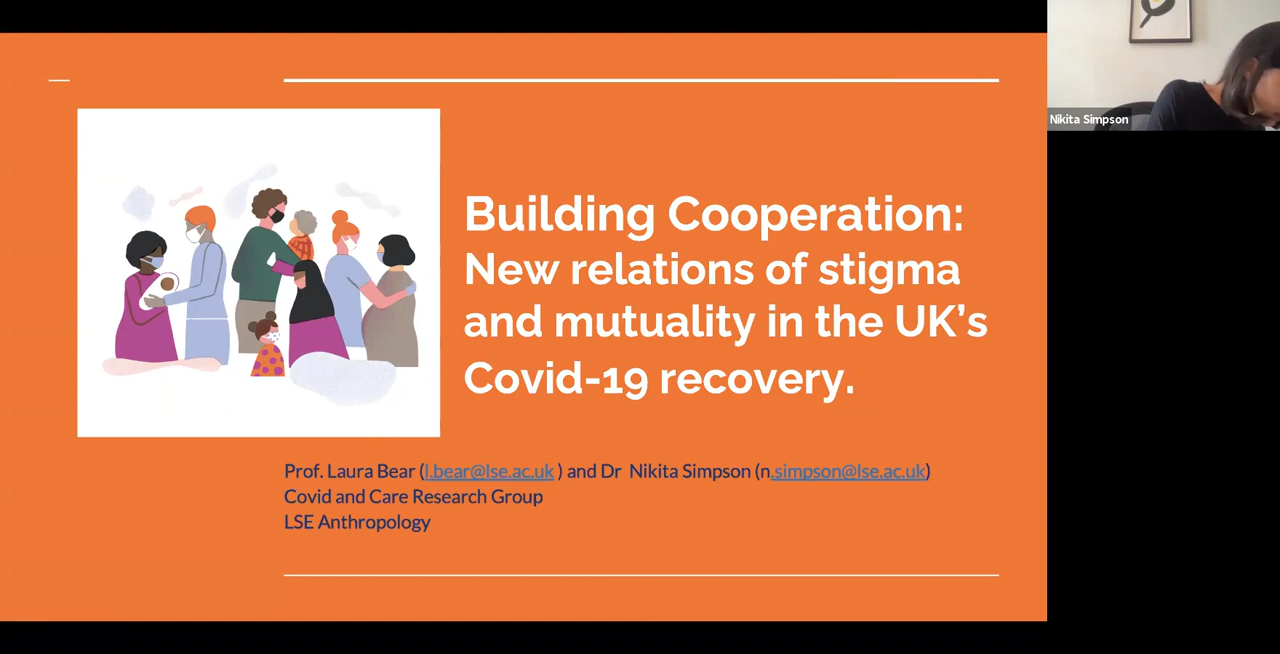 Building Cooperation:
New relations of stigma
and mutuality in the UK’s
Covid-19 recovery.
Prof. Laura Bear (l.bear@lse.ac.uk ) and Dr  Nikita Simpson (n.simpson@lse.ac.uk)
Covid and Care Research Group
LSE Anthropology
Nikita Simpson